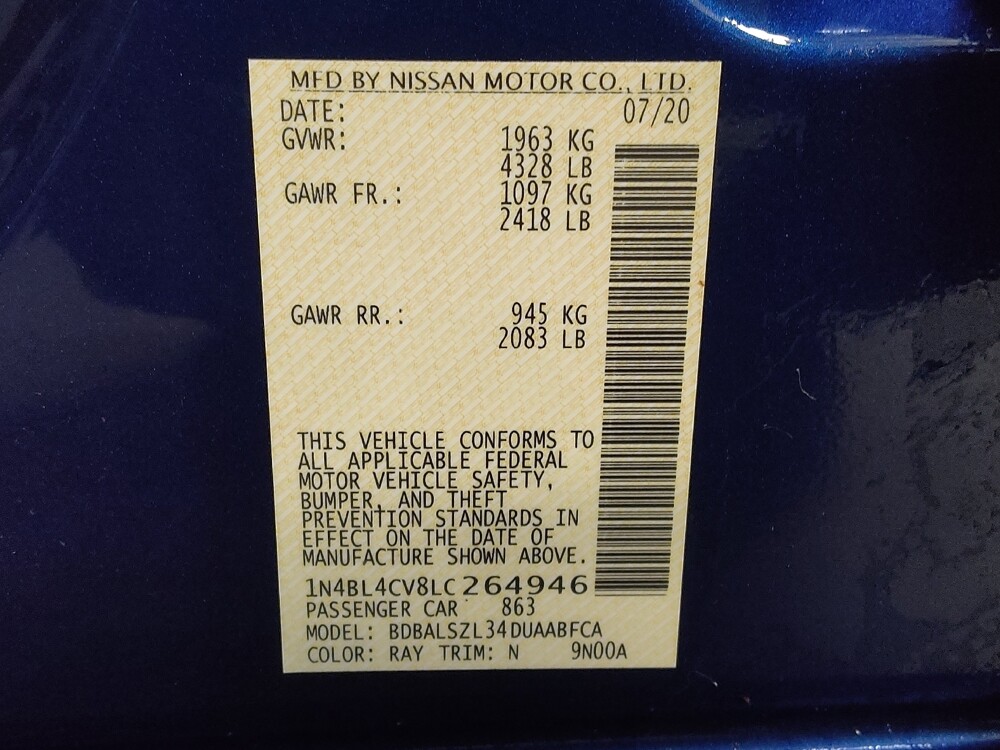 MFD BY NISSAN MOTOR CO., LTD.
DATE: 07/20
GVWR: 1963 KG
4328 LB
GAWR FR.: 1097 KG
2418 LB
GAWR RR.: 945 KG
2083 LB
THIS VEHICLE CONFORMS TO
ALL APPLICABLE FEDERAL
MOTOR VEHICLE SAFETY,
BUMPER, AND THEFT
PREVENTION STANDARDS IN
EFFECT ON THE DATE OF
MANUFACTURE SHOWN ABOVE.
1N4BL4CV8LC264946
PASSENGER CAR 863
MODEL: BDBALSZL34DUAABFCA
COLOR: RAY TRIM: N 9N00A